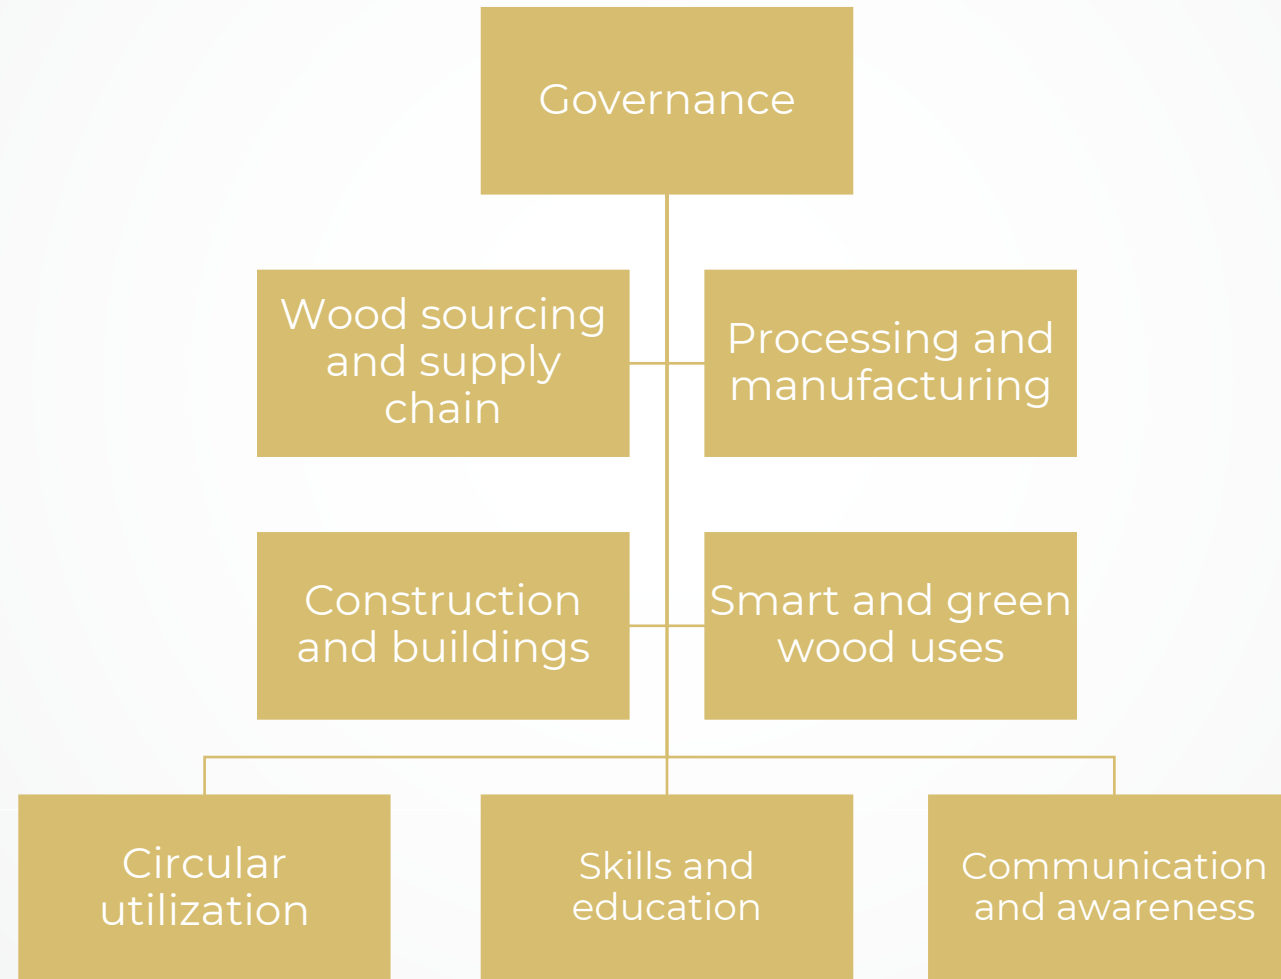 Governance
Wood sourcing
and supply
chain
Processing and
manufacturing
Construction
and buildings
Smart and green
wood uses
Circular
utilization
Skills and
education
Communication
and awareness